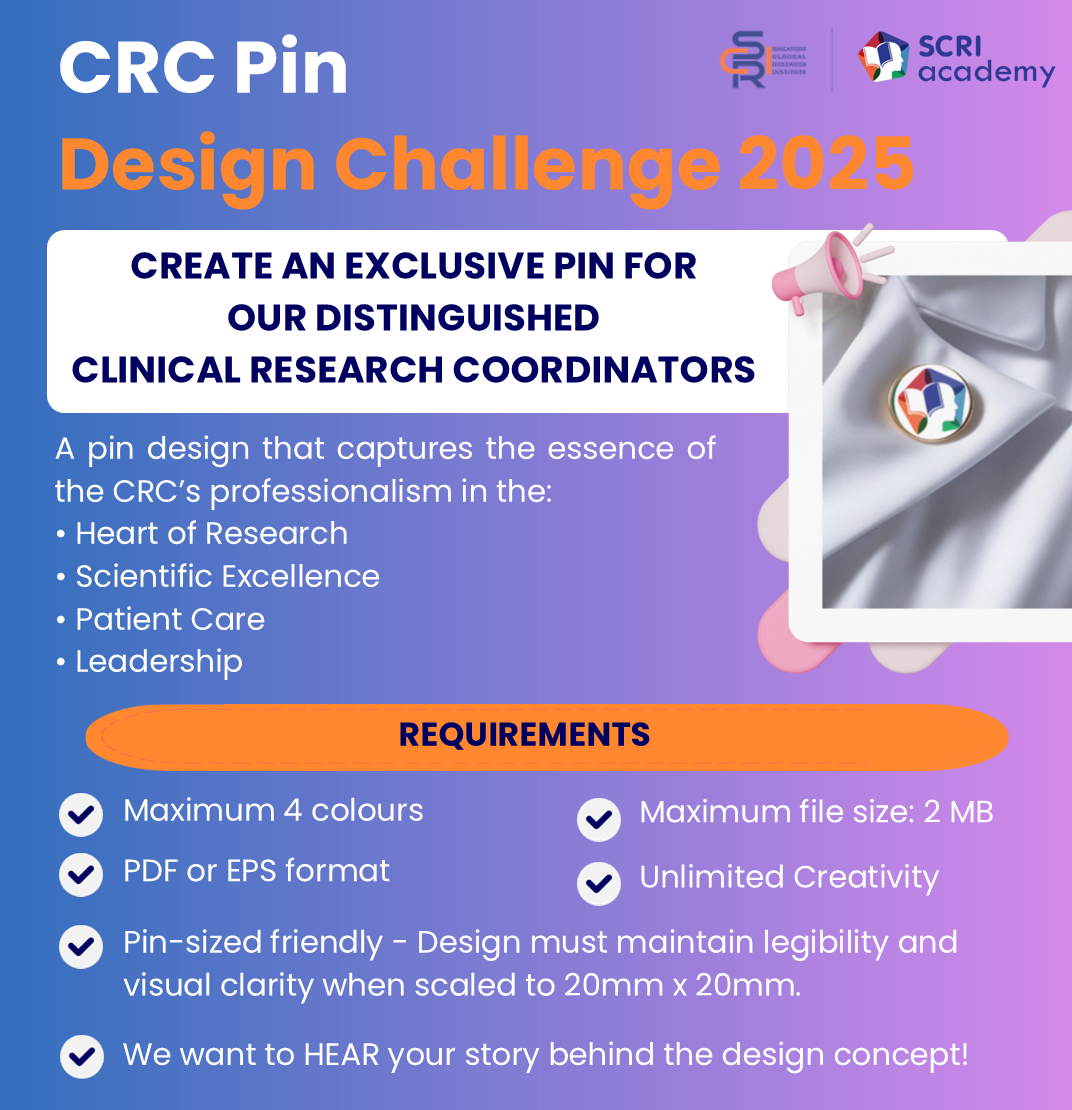 CRC Pin
SINGAPORE
CLINICAL
RESEARCH
INSTITUTE
SCRI
academy
Design Challenge 2025
CREATE AN EXCLUSIVE PIN FOR
OUR DISTINGUISHED
CLINICAL RESEARCH COORDINATORS
A pin design that captures the essence of
the CRC’s professionalism in the:
• Heart of Research
• Scientific Excellence
• Patient Care
• Leadership
REQUIREMENTS
Maximum 4 colours
Maximum file size: 2 MB
PDF or EPS format
Unlimited Creativity
Pin-sized friendly - Design must maintain legibility and
visual clarity when scaled to 20mm x 20mm.
We want to HEAR your story behind the design concept!